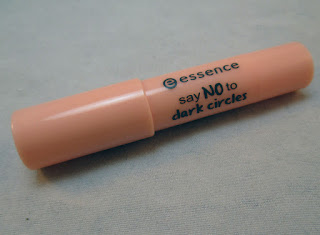 essence
say NO to
dark circles